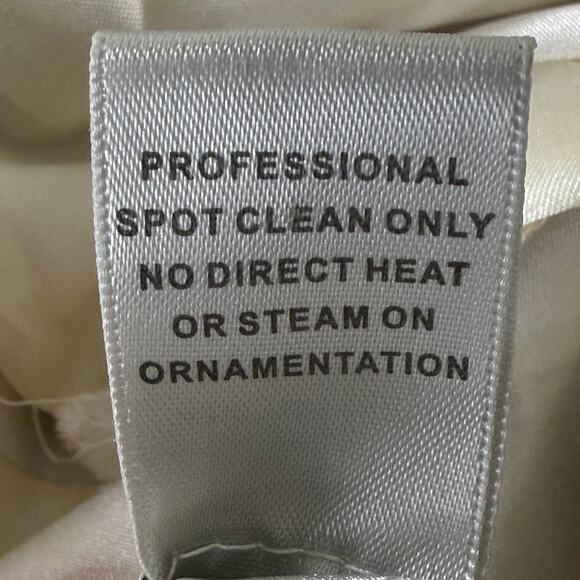 PROFESSIONAL
SPOT CLEAN ONLY
NO DIRECT HEAT
OR STEAM ON
ORNAMENTATION